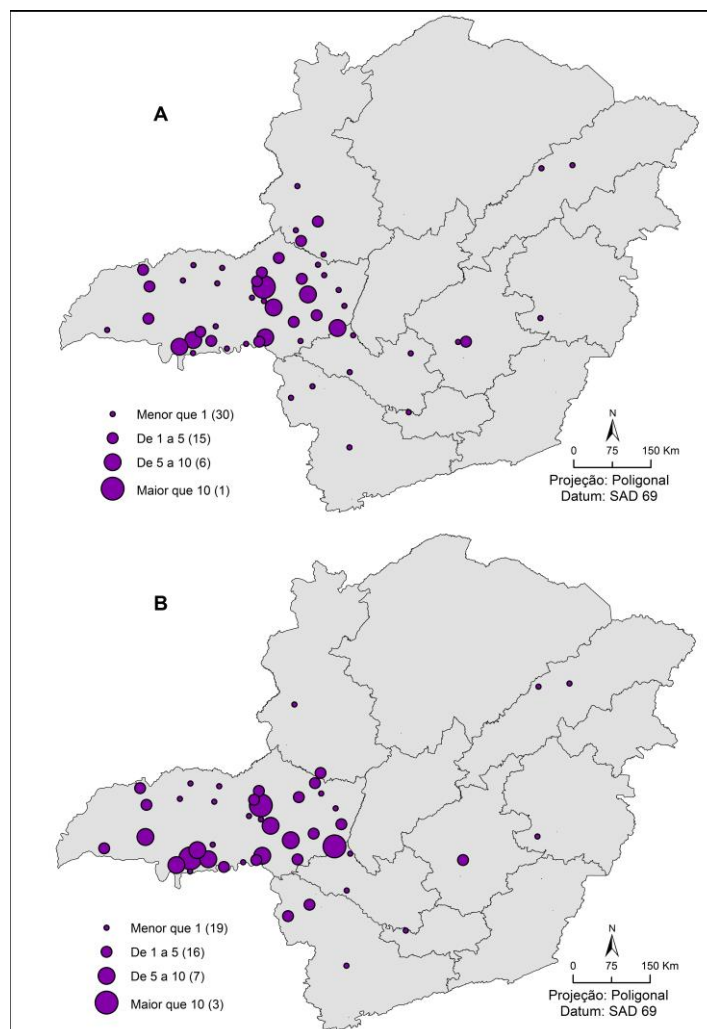 A
Menor que 1 (30)
De 1 a 5 (15)
De 5 a 10 (6)
Maior que 10 (1)
N
0 75 150 Km
Projeção: Poligonal
Datum: SAD 69
B
Menor que 1 (19)
De 1 a 5 (16)
De 5 a 10 (7)
Maior que 10 (3)
N
0 75 150 Km
Projeção: Poligonal
Datum: SAD 69